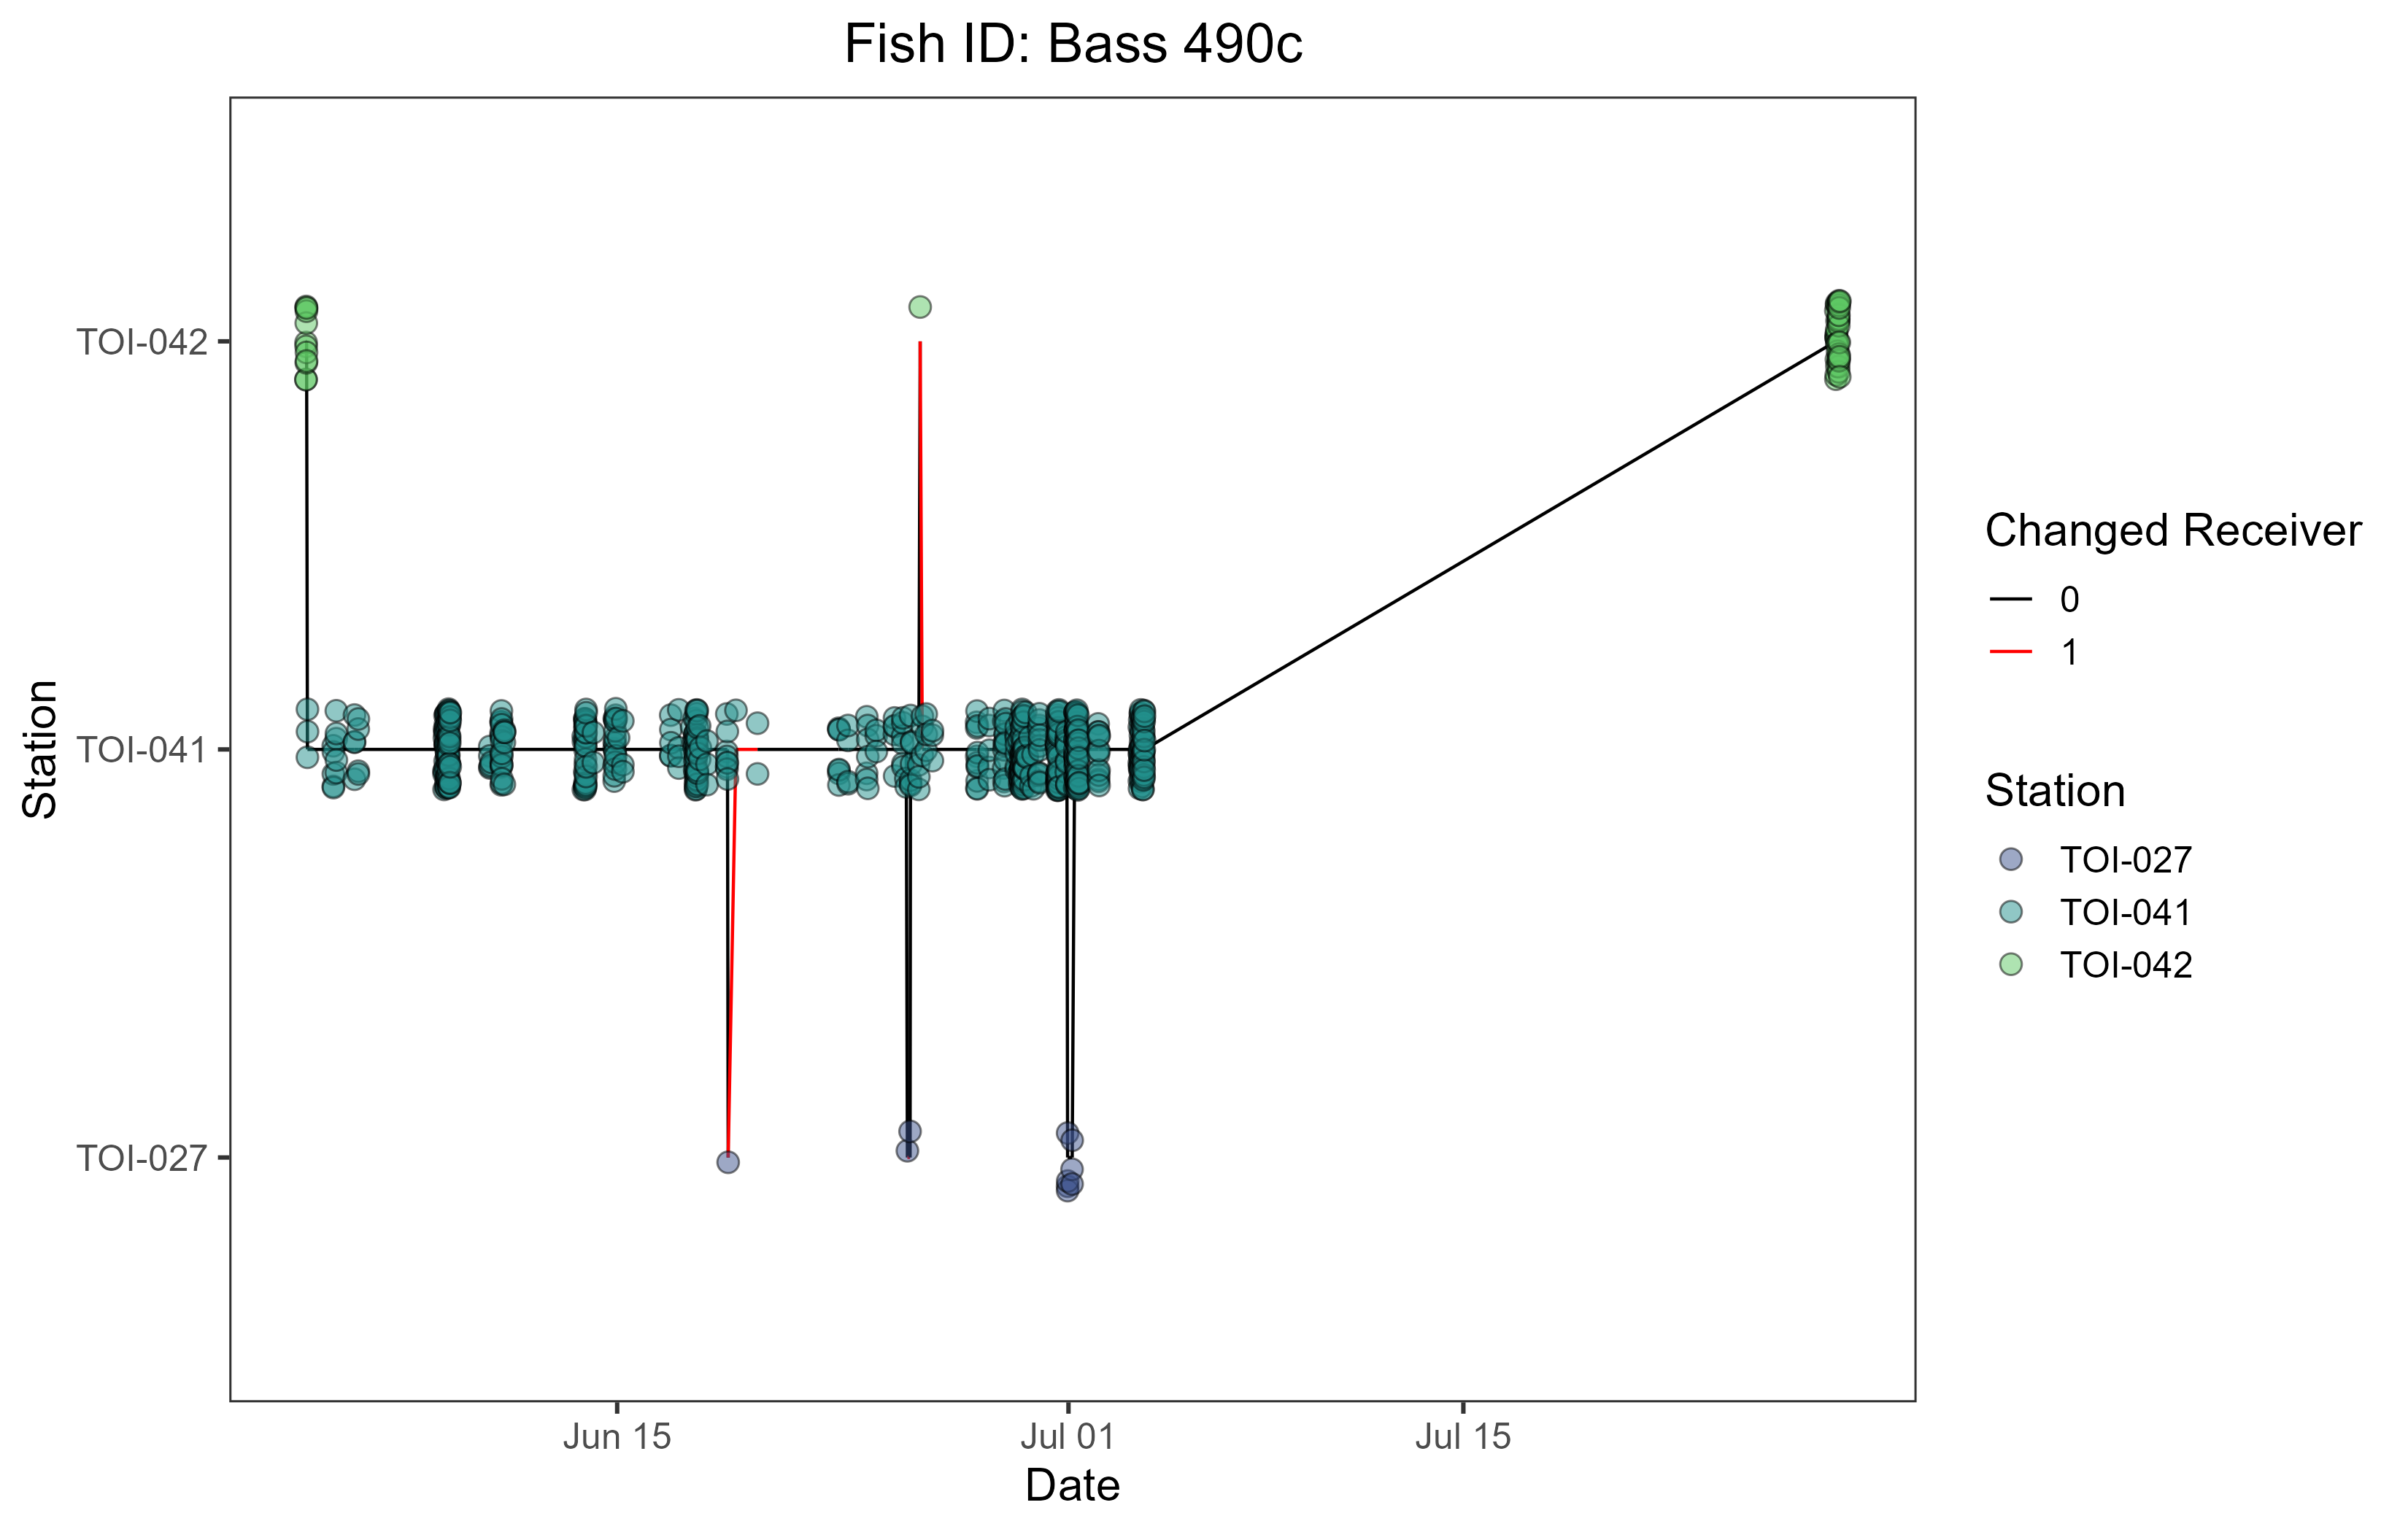 Fish ID: Bass 490c
Station
TOI-042
TOI-041
TOI-027
Jun 15
Jul 01
Jul 15
Date
Changed Receiver
0
1
Station
TOI-027
TOI-041
TOI-042